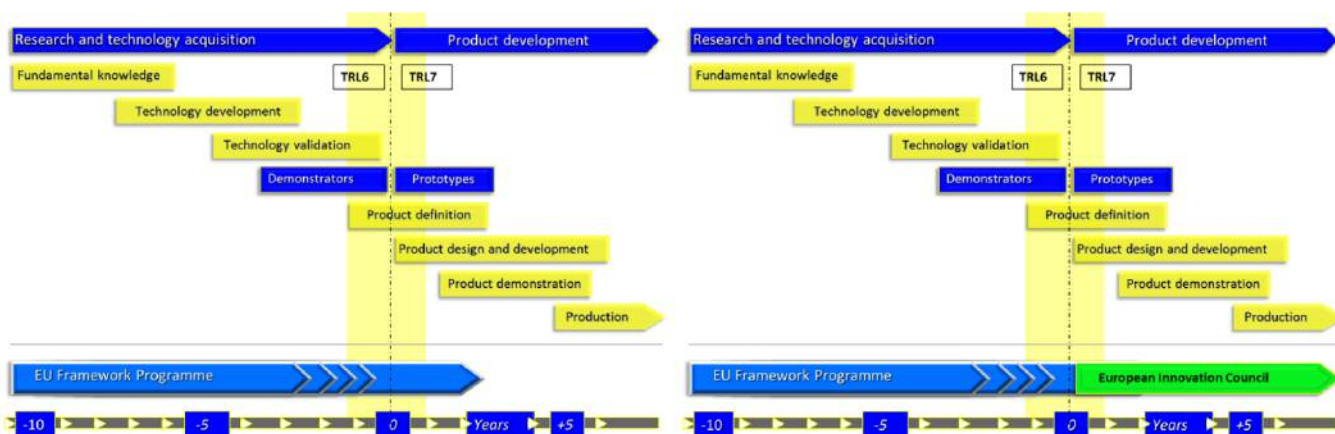 Research and technology acquisition
Product development
Fundamental knowledge
TRL6
TRL7
Technology development
Technology validation
Demonstrators
Prototypes
Product definition
Product design and development
Product demonstration
Production
EU Framework Programme
-10
-5
0
Years
+5
Research and technology acquisition
Product development
Fundamental knowledge
TRL6
TRL7
Technology development
Technology validation
Demonstrators
Prototypes
Product definition
Product design and development
Product demonstration
Production
EU Framework Programme
European Innovation Council
-10
-5
0
Years
+5